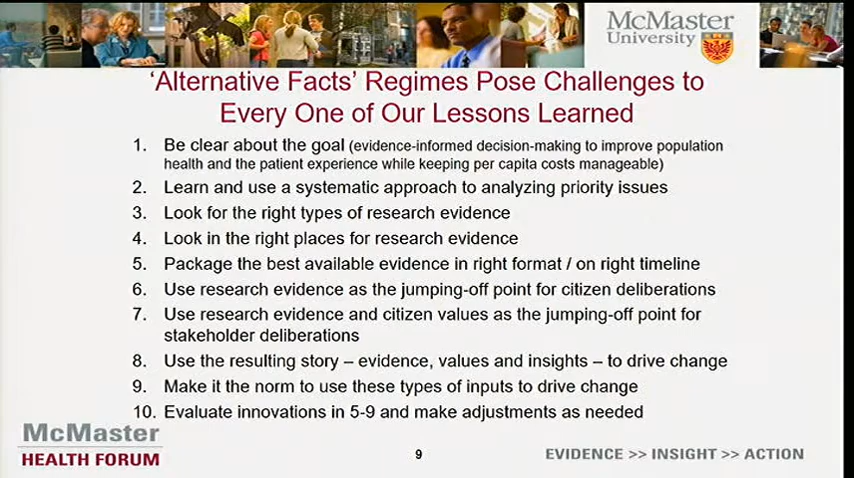 McMaster
University
'Alternative Facts' Regimes Pose Challenges to
Every One of Our Lessons Learned
1. Be clear about the goal (evidence-informed decision-making to improve population
health and the patient experience while keeping per capita costs manageable)
2. Learn and use a systematic approach to analyzing priority issues
3. Look for the right types of research evidence
4. Look in the right places for research evidence
5. Package the best available evidence in right format / on right timeline
6. Use research evidence as the jumping-off point for citizen deliberations
7. Use research evidence and citizen values as the jumping-off point for
stakeholder deliberations
8. Use the resulting story – evidence, values and insights – to drive change
9. Make it the norm to use these types of inputs to drive change
10. Evaluate innovations in 5-9 and make adjustments as needed
McMaster
HEALTH FORUM
9
EVIDENCE >> INSIGHT >> ACTION